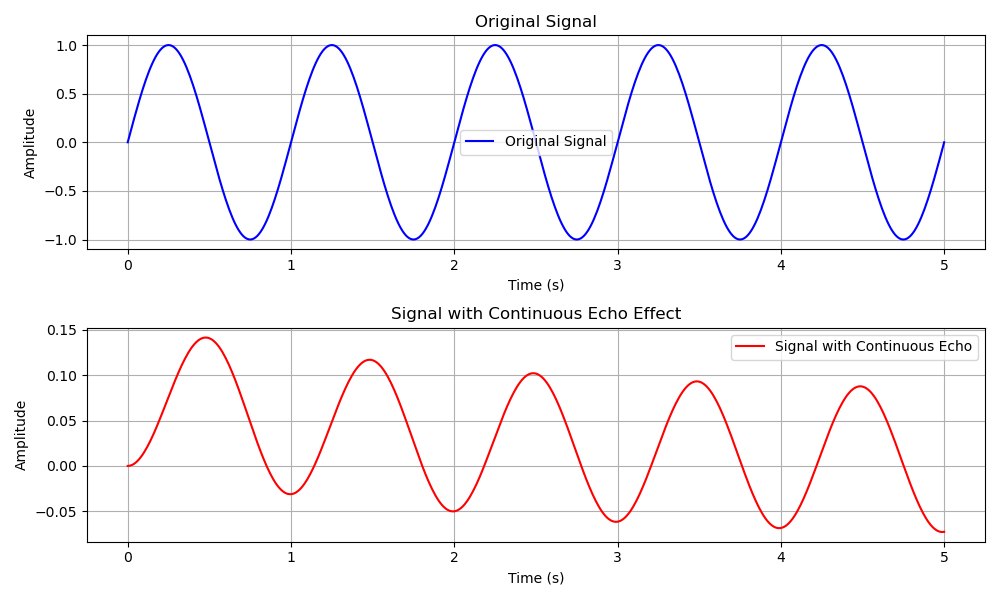 Original Signal
1.0
0.5
0.0
−0.5
−1.0
Amplitude
Original Signal
0 1 2 3 4 5
Time (s)
Signal with Continuous Echo Effect
0.15
0.10
0.05
0.00
−0.05
Amplitude
Signal with Continuous Echo
0 1 2 3 4 5
Time (s)